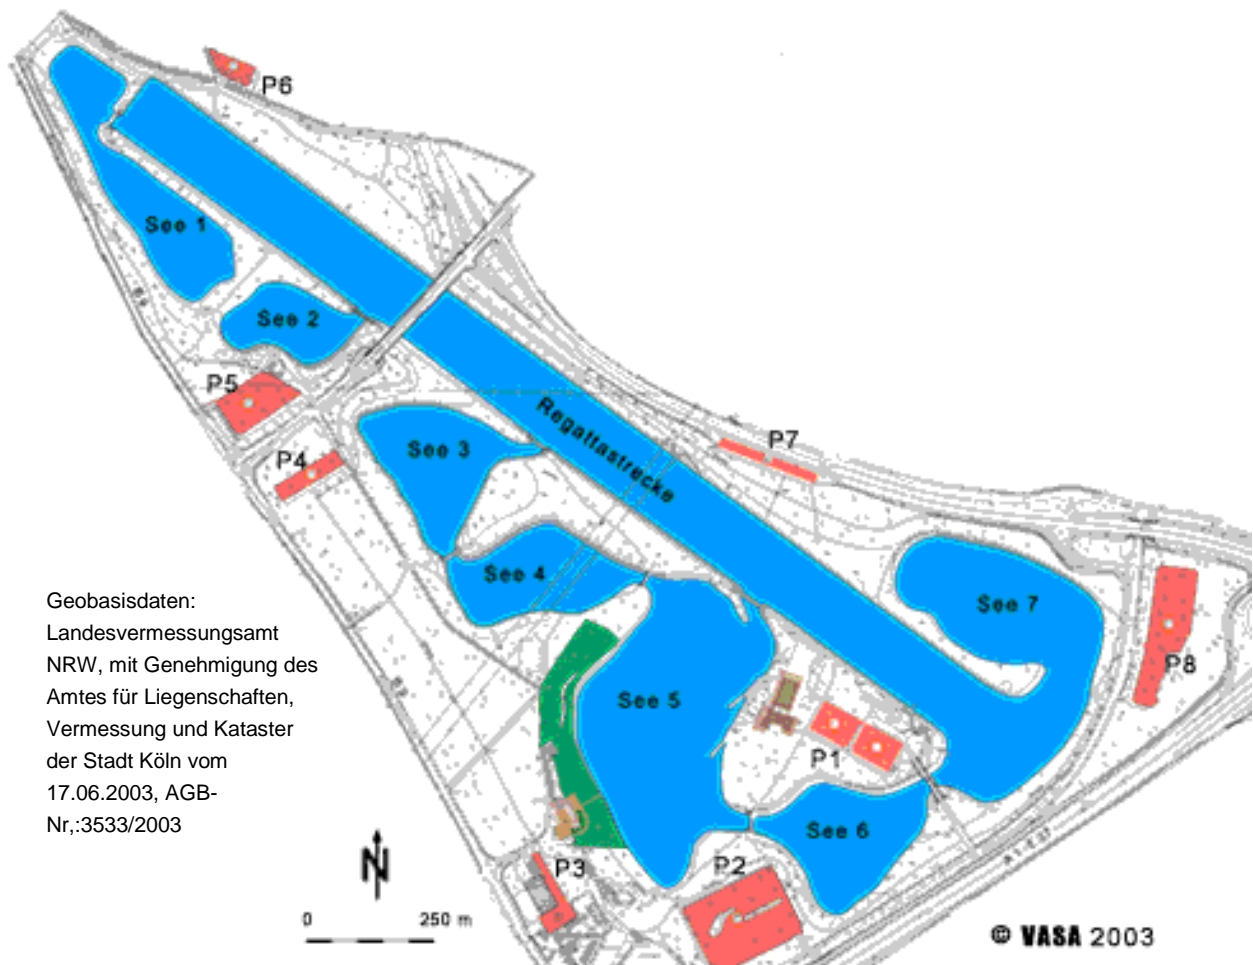 P6
See 1
B 9
See 2
P5
Regattastrecke
P7
See 3
P4
See 4
See 7
P8
Geobasisdaten:
Landesvermessungsamt
NRW, mit Genehmigung des
Amtes für Liegenschaften,
Vermessung und Kataster
der Stadt Köln vom
17.06.2003, AGB-
Nr,:3533/2003
B 9
See 5
P1
See 6
P3
P2
N
0 250 m
© VASA 2003